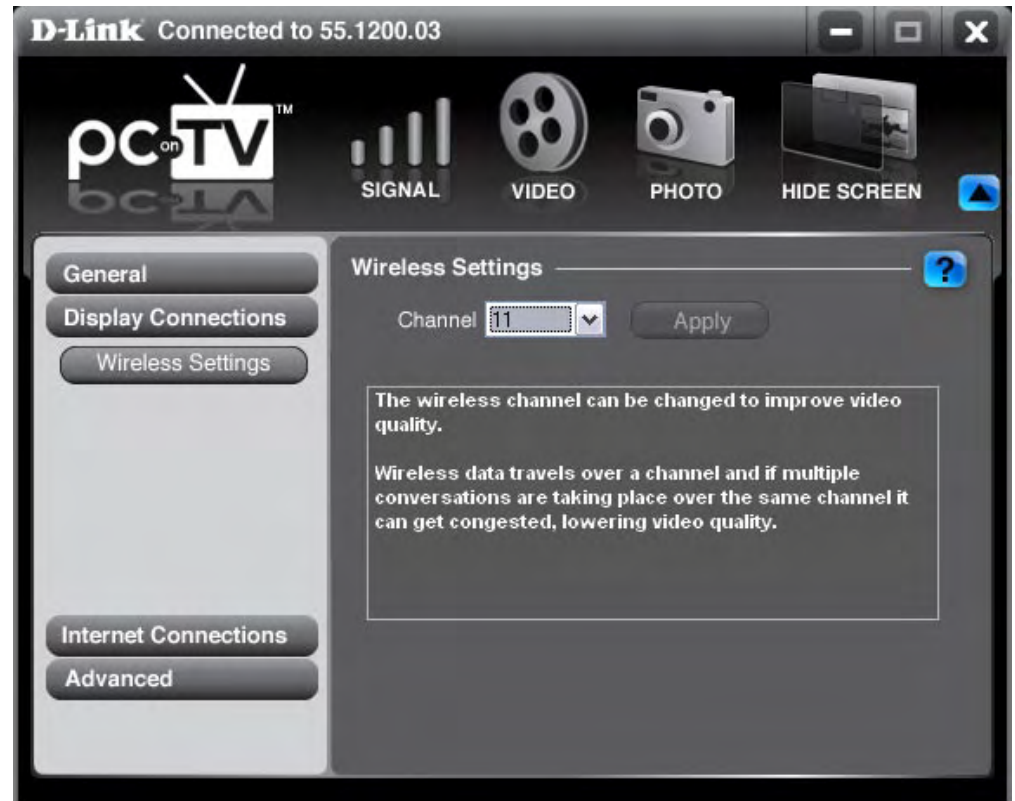 D-Link Connected to 55.1200.03
pc on TV TM
SIGNAL VIDEO PHOTO HIDE SCREEN
General
Display Connections
Wireless Settings
Internet Connections
Advanced
Wireless Settings ?
Channel 11 Apply
The wireless channel can be changed to improve video
quality.
Wireless data travels over a channel and if multiple
conversations are taking place over the same channel it
can get congested, lowering video quality.